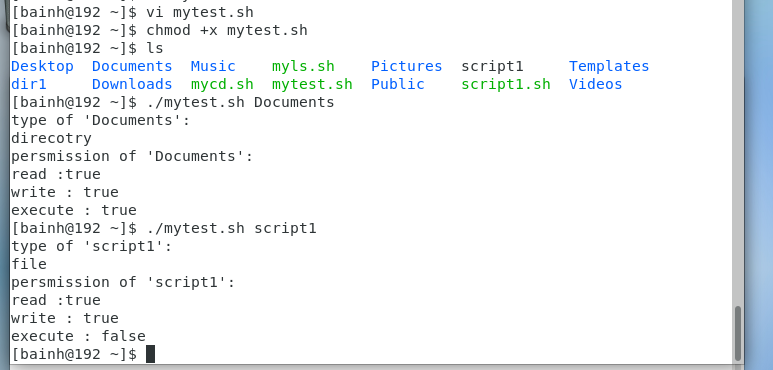 [bainh@192 ~]$ vi mytest.sh
[bainh@192 ~]$ chmod +x mytest.sh
[bainh@192 ~]$ ls
Desktop  Documents  Music    myls.sh    Pictures  script1     Templates
dir1     Downloads  mycd.sh  mytest.sh  Public    script1.sh  Videos
[bainh@192 ~]$ ./mytest.sh Documents
type of 'Documents':
direcotry
persmission of 'Documents':
read :true
write : true
execute : true
[bainh@192 ~]$ ./mytest.sh script1
type of 'script1':
file
persmission of 'script1':
read :true
write : true
execute : false
[bainh@192 ~]$